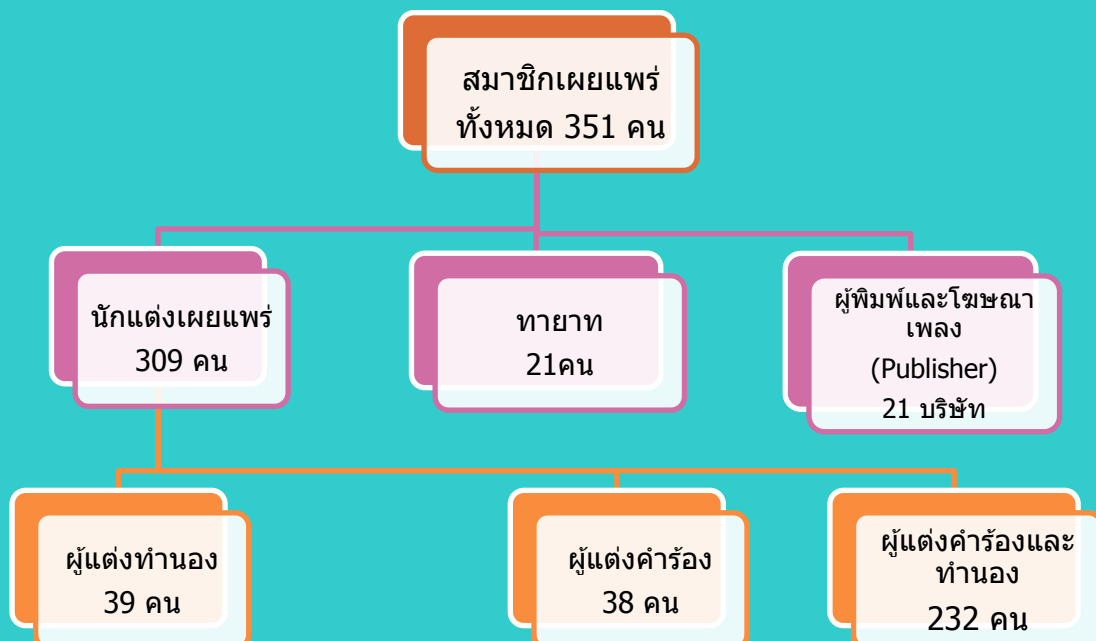 สมาชิกเผยแพร่
ทั้งหมด 351 คน
นักแต่งเผยแพร่
309 คน
ทายาท
21คน
ผู้พิมพ์และโฆษณา
เพลง
(Publisher)
21 บริษัท
ผู้แต่งทำนอง
39 คน
ผู้แต่งคำร้อง
38 คน
ผู้แต่งคำร้องและ
ทำนอง
232 คน